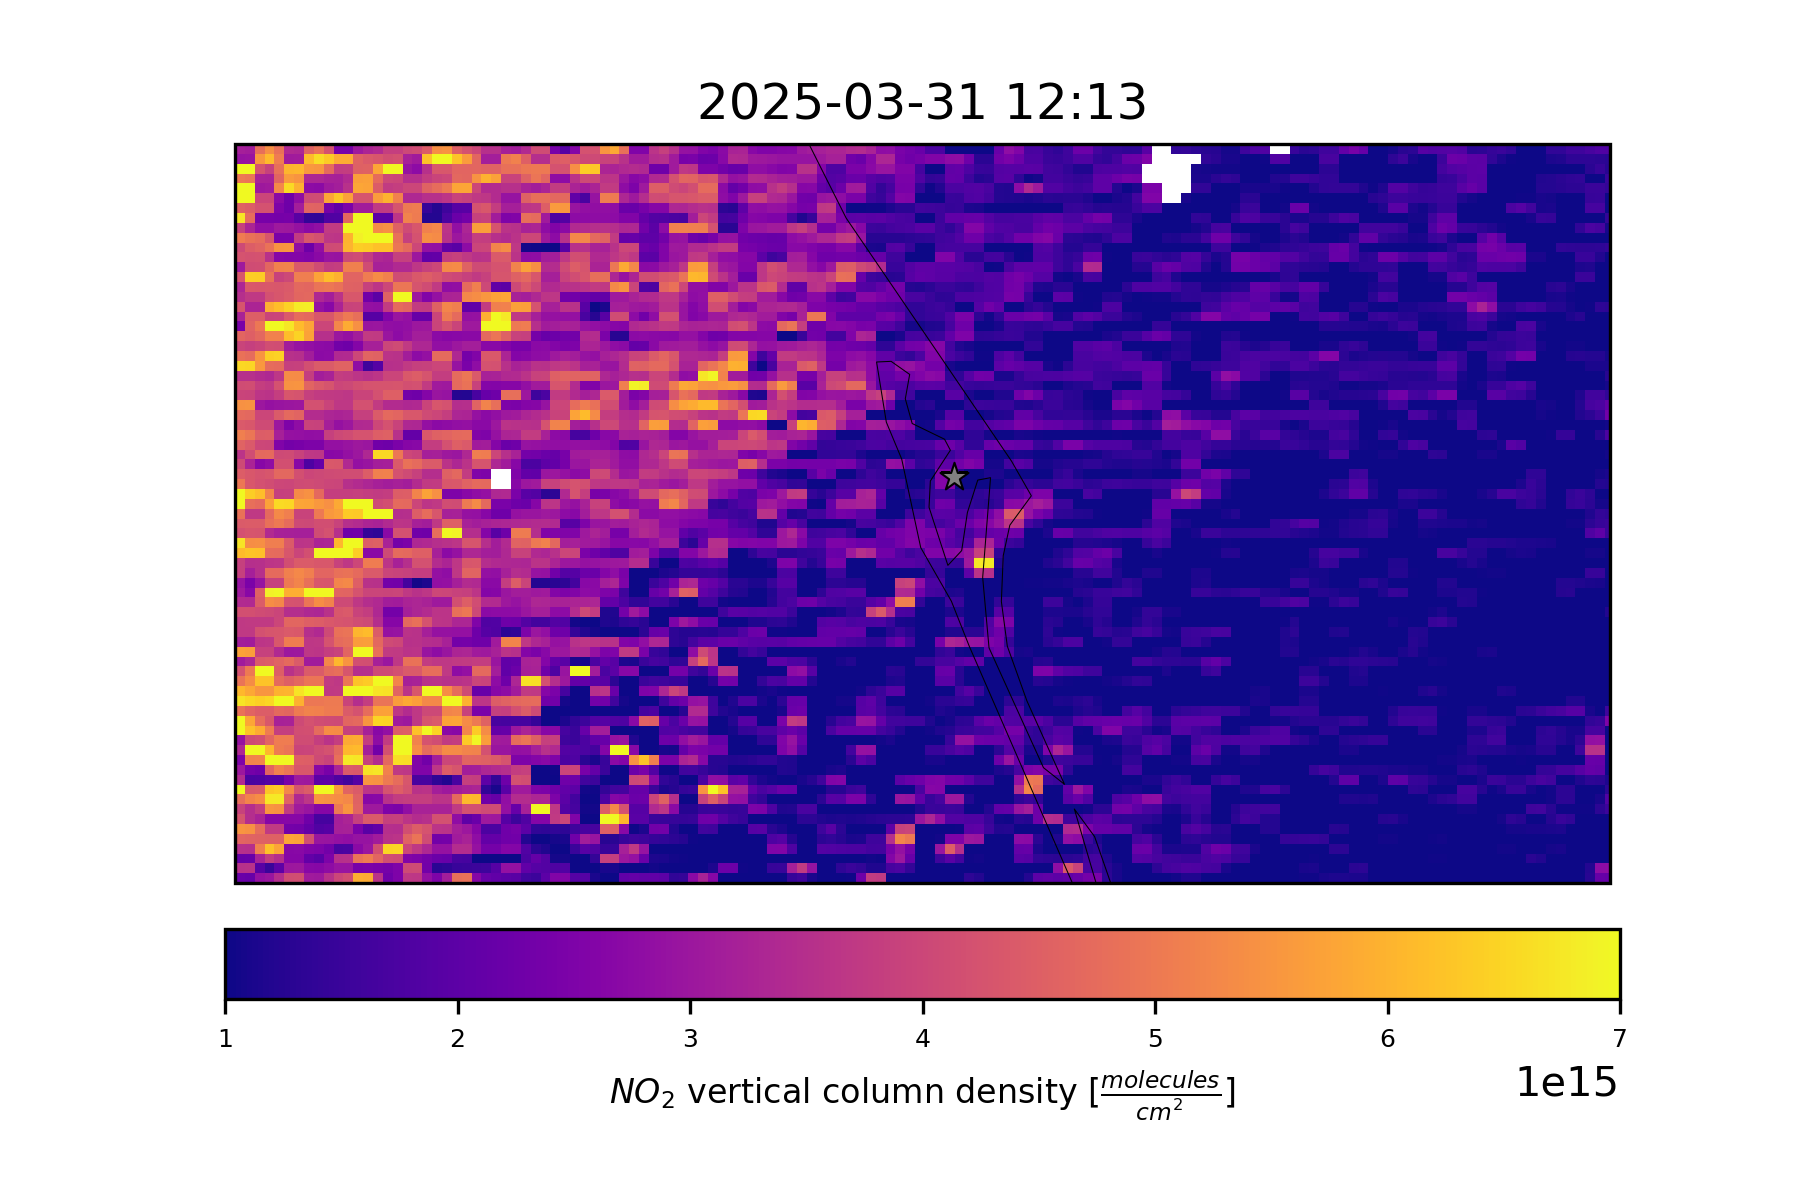 2025-03-31 12:13
1 2 3 4 5 6 7
1e15
NO₂ vertical column density [molecules/cm²]